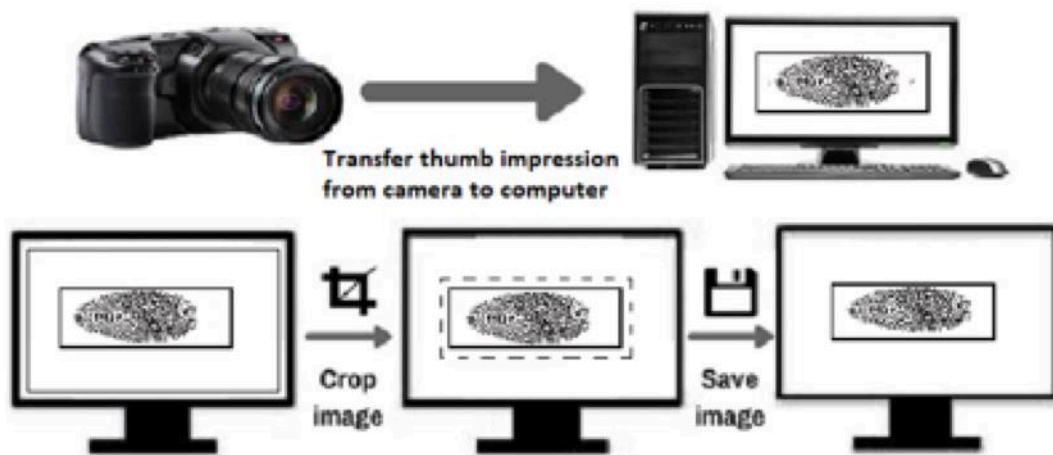 Transfer thumb impression
from camera to computer
Crop
image
Save
image